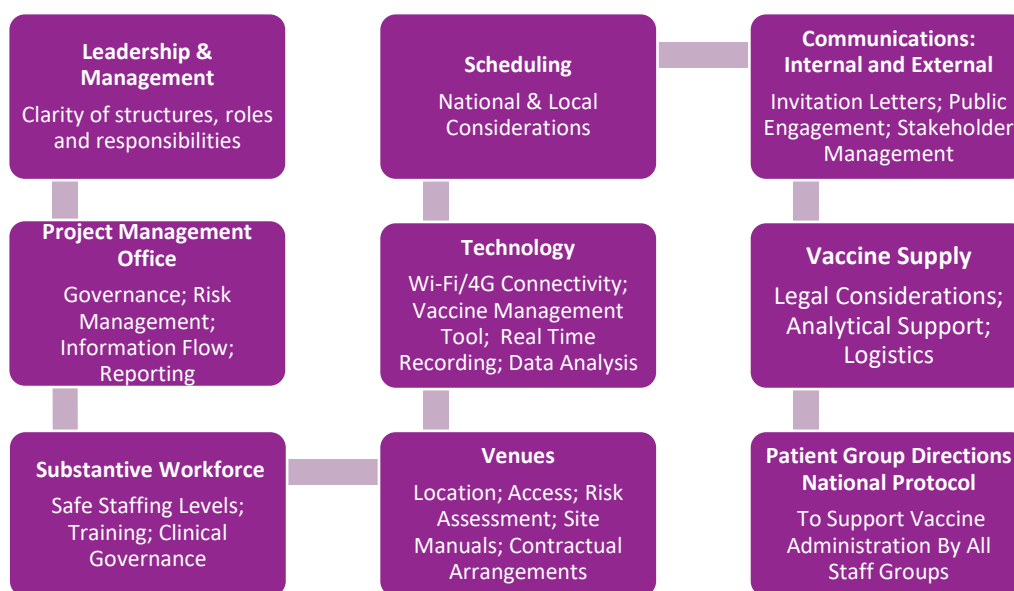 Leadership &
Management
Clarity of structures, roles
and responsibilities
Project Management
Office
Governance; Risk
Management;
Information Flow;
Reporting
Substantive Workforce
Safe Staffing Levels;
Training; Clinical
Governance
Venues
Location; Access; Risk
Assessment; Site
Manuals; Contractual
Arrangements
Technology
Wi-Fi/4G Connectivity;
Vaccine Management
Tool; Real Time
Recording; Data Analysis
Scheduling
National & Local
Considerations
Communications:
Internal and External
Invitation Letters; Public
Engagement; Stakeholder
Management
Vaccine Supply
Legal Considerations;
Analytical Support;
Logistics
Patient Group Directions
National Protocol
To Support Vaccine
Administration By All
Staff Groups